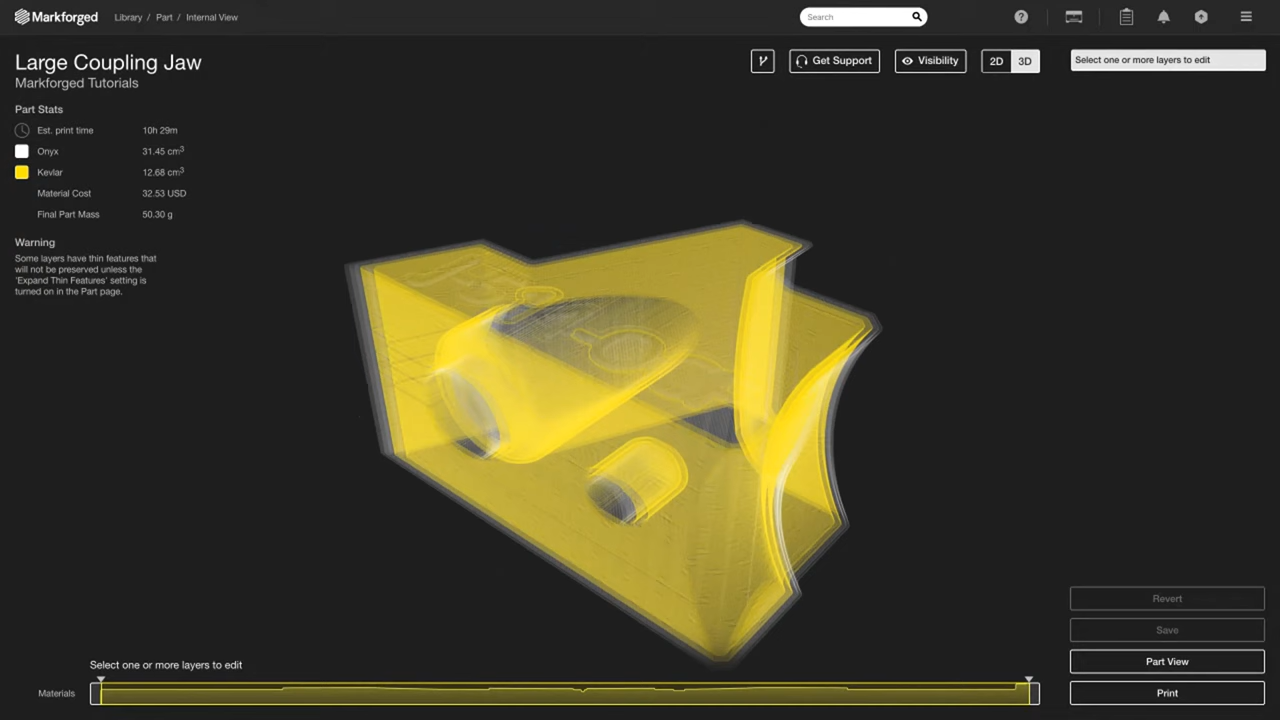 Markforged
Library / Part / Internal View
Search
?
Large Coupling Jaw
Markforged Tutorials
Get Support
Visibility
2D 3D
Select one or more layers to edit
Part Stats
Est. print time 10h 29m
Onyx 31.45 cm³
Kevlar 12.68 cm³
Material Cost 32.53 USD
Final Part Mass 50.30 g
Warning
Some layers have thin features that
will not be preserved unless the
'Expand Thin Features' setting is
turned on in the Part page.
Revert
Save
Part View
Print
Select one or more layers to edit
Materials